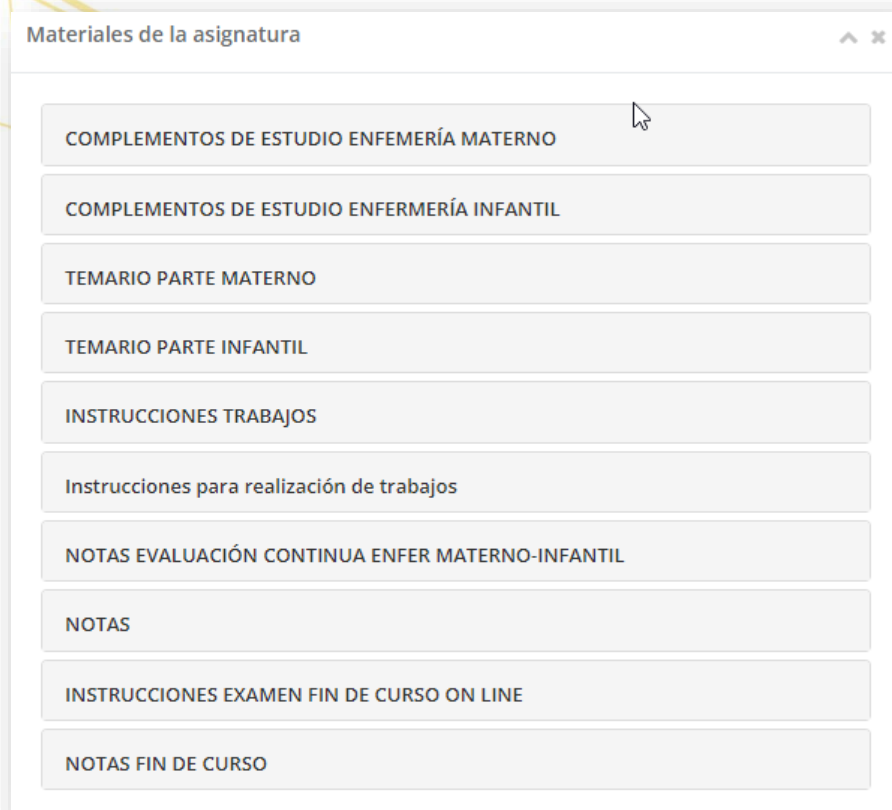 Materiales de la asignatura
COMPLEMENTOS DE ESTUDIO ENFEMERÍA MATERNO
COMPLEMENTOS DE ESTUDIO ENFERMERÍA INFANTIL
TEMARIO PARTE MATERNO
TEMARIO PARTE INFANTIL
INSTRUCCIONES TRABAJOS
Instrucciones para realización de trabajos
NOTAS EVALUACIÓN CONTINUA ENFER MATERNO-INFANTIL
NOTAS
INSTRUCCIONES EXAMEN FIN DE CURSO ON LINE
NOTAS FIN DE CURSO